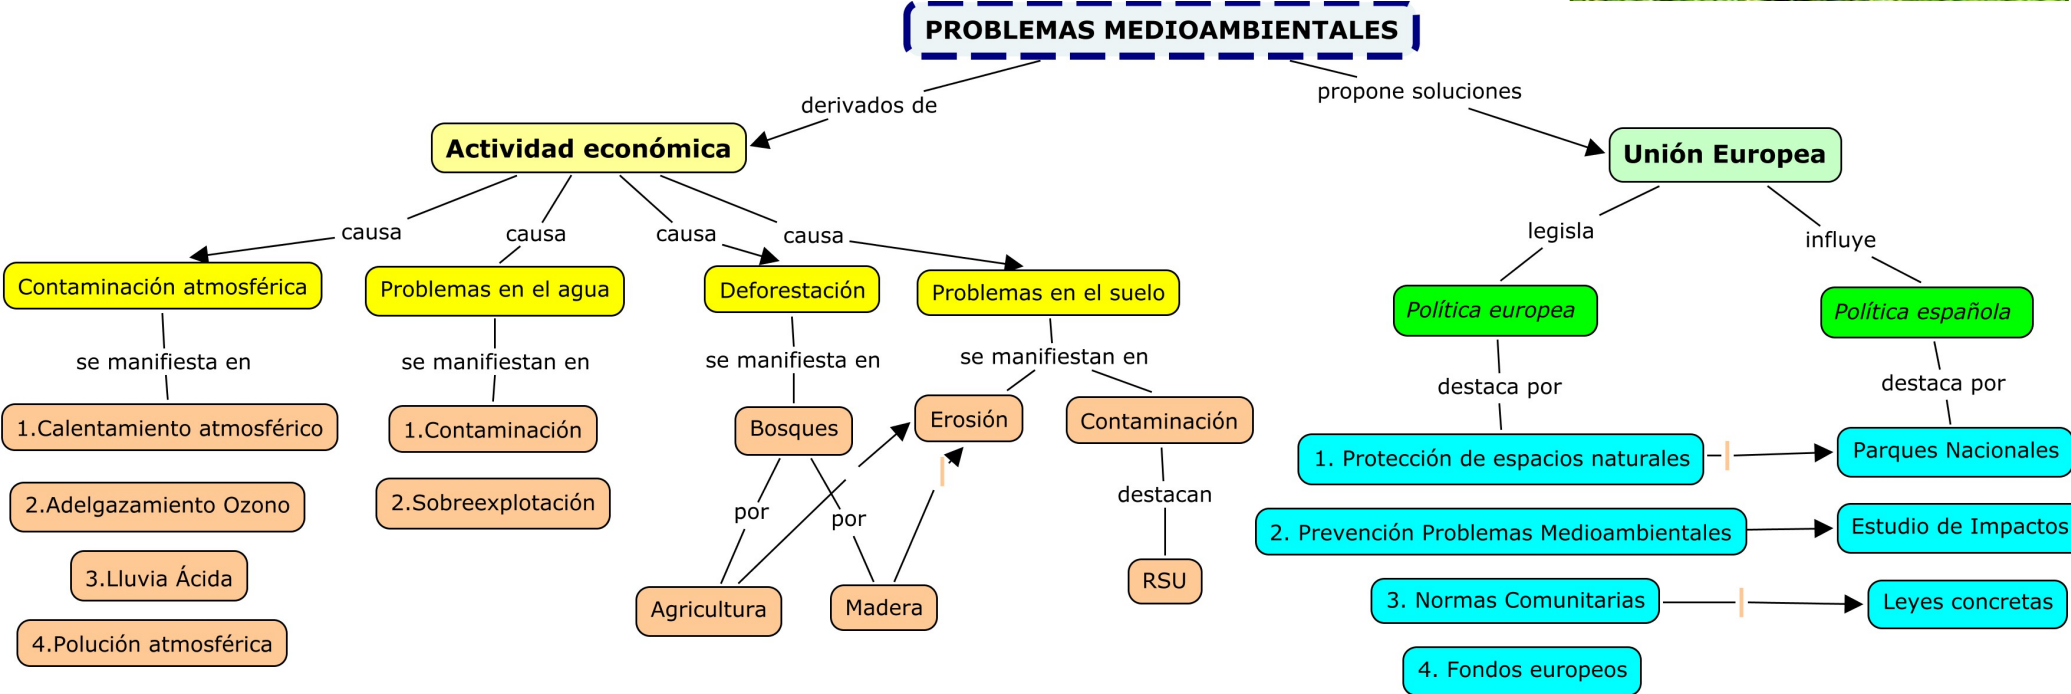 PROBLEMAS MEDIOAMBIENTALES
derivados de
propone soluciones
Actividad económica
Unión Europea
causa
causa
causa
causa
legisla
influye
Contaminación atmosférica
Problemas en el agua
Deforestación
Problemas en el suelo
Política europea
Política española
se manifiesta en
se manifiestan en
se manifiesta en
se manifiestan en
destaca por
destaca por
1.Calentamiento atmosférico
1.Contaminación
Bosques
Erosión
Contaminación
1. Protección de espacios naturales
Parques Nacionales
2.Adelgazamiento Ozono
2.Sobreexplotación
por
por
destacan
2. Prevención Problemas Medioambientales
Estudio de Impactos
3.Lluvia Ácida
Agricultura
Madera
RSU
3. Normas Comunitarias
Leyes concretas
4.Polución atmosférica
4. Fondos europeos